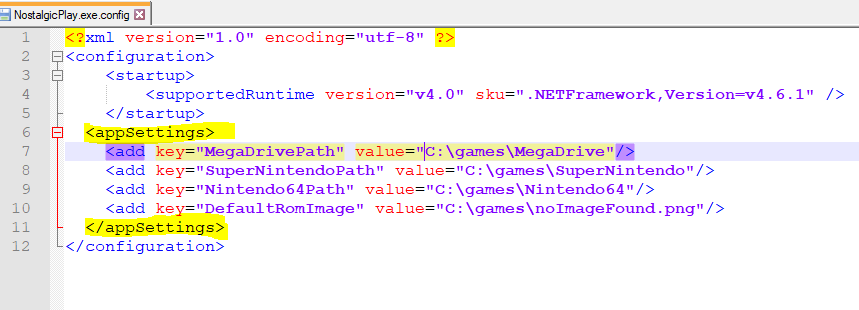 NostalgicPlay.exe.config
1 <?xml version="1.0" encoding="utf-8" ?>
2 <configuration>
3 <startup>
4 <supportedRuntime version="v4.0" sku=".NETFramework,Version=v4.6.1" />
5 </startup>
6 <appSettings>
7 <add key="MegaDrivePath" value="C:\games\MegaDrive"/>
8 <add key="SuperNintendoPath" value="C:\games\SuperNintendo"/>
9 <add key="Nintendo64Path" value="C:\games\Nintendo64"/>
10 <add key="DefaultRomImage" value="C:\games\noImageFound.png"/>
11 </appSettings>
12 </configuration>